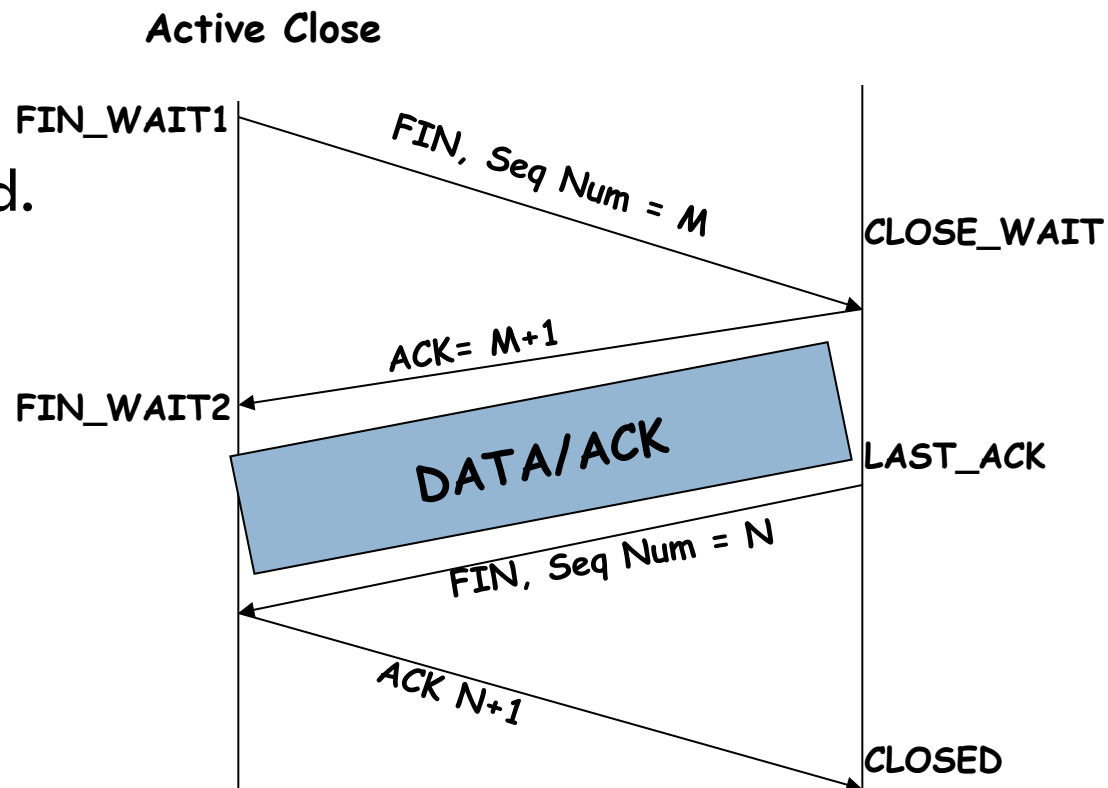 Active Close
FIN_WAIT1
FIN, Seq Num = M
d.
CLOSE_WAIT
ACK= M+1
FIN_WAIT2
DATA/ACK
LAST_ACK
FIN, Seq Num = N
ACK N+1
CLOSED